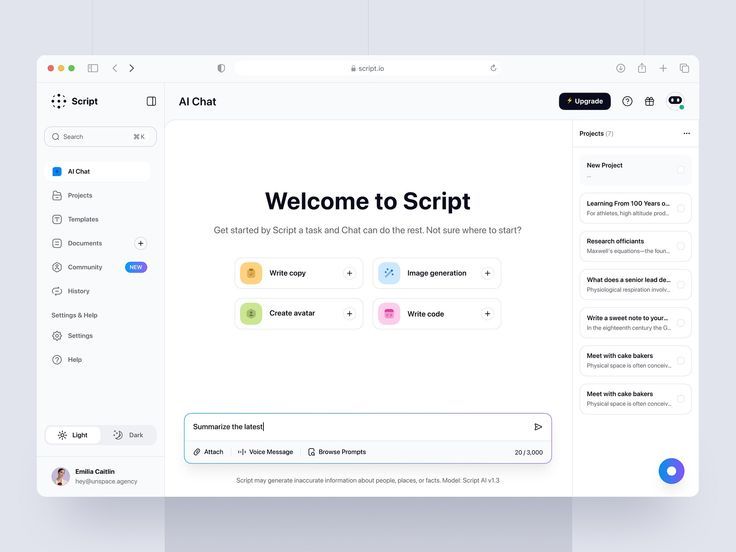 script.io
Script
Search
⌘ K
AI Chat
Projects
Templates
Documents
Community
NEW
History
Settings & Help
Settings
Help
Light
Dark
Emilia Caitlin
hey@unspace.agency
AI Chat
Upgrade
Welcome to Script
Get started by Script a task and Chat can do the rest. Not sure where to start?
Write copy
Image generation
Create avatar
Write code
Summarize the latest
Attach
Voice Message
Browse Prompts
20 / 3,000
Script may generate inaccurate information about people, places, or facts. Model: Script AI v1.3
Projects (7)
New Project
...
Learning From 100 Years o...
For athletes, high altitude prod...
Research officiants
Maxwell's equations—the foun...
What does a senior lead de...
Physiological respiration involv...
Write a sweet note to your...
In the eighteenth century the G...
Meet with cake bakers
Physical space is often conceiv...
Meet with cake bakers
Physical space is often conceiv...